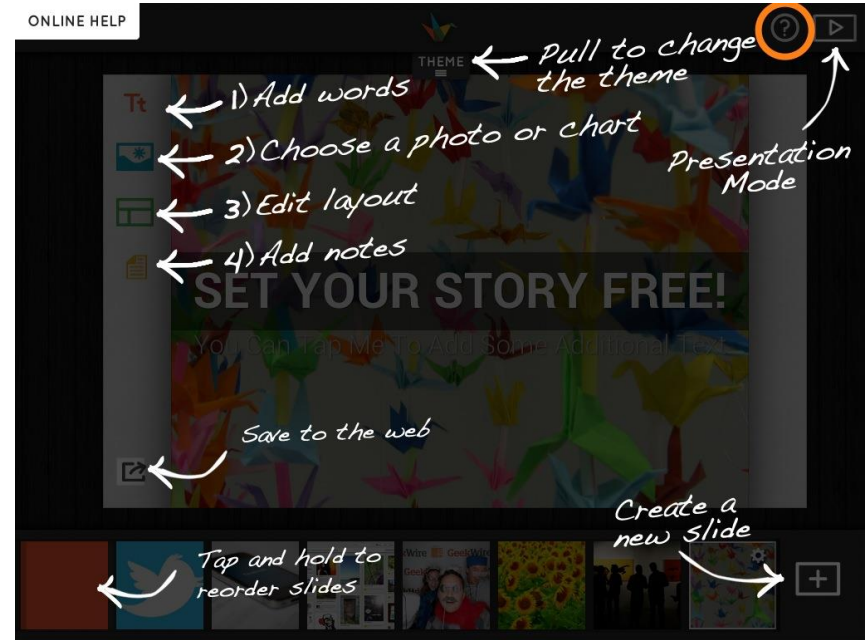 ONLINE HELP
THEME
Pull to change
the theme
Tt
1) Add words
2) Choose a photo or chart
Presentation
Mode
3) Edit layout
4) Add notes
SET YOUR STORY FREE!
You Can Tap Me To Add Some Additional Text
Save to the web
Create a
new slide
Tap and hold to
reorder slides
GeekWire